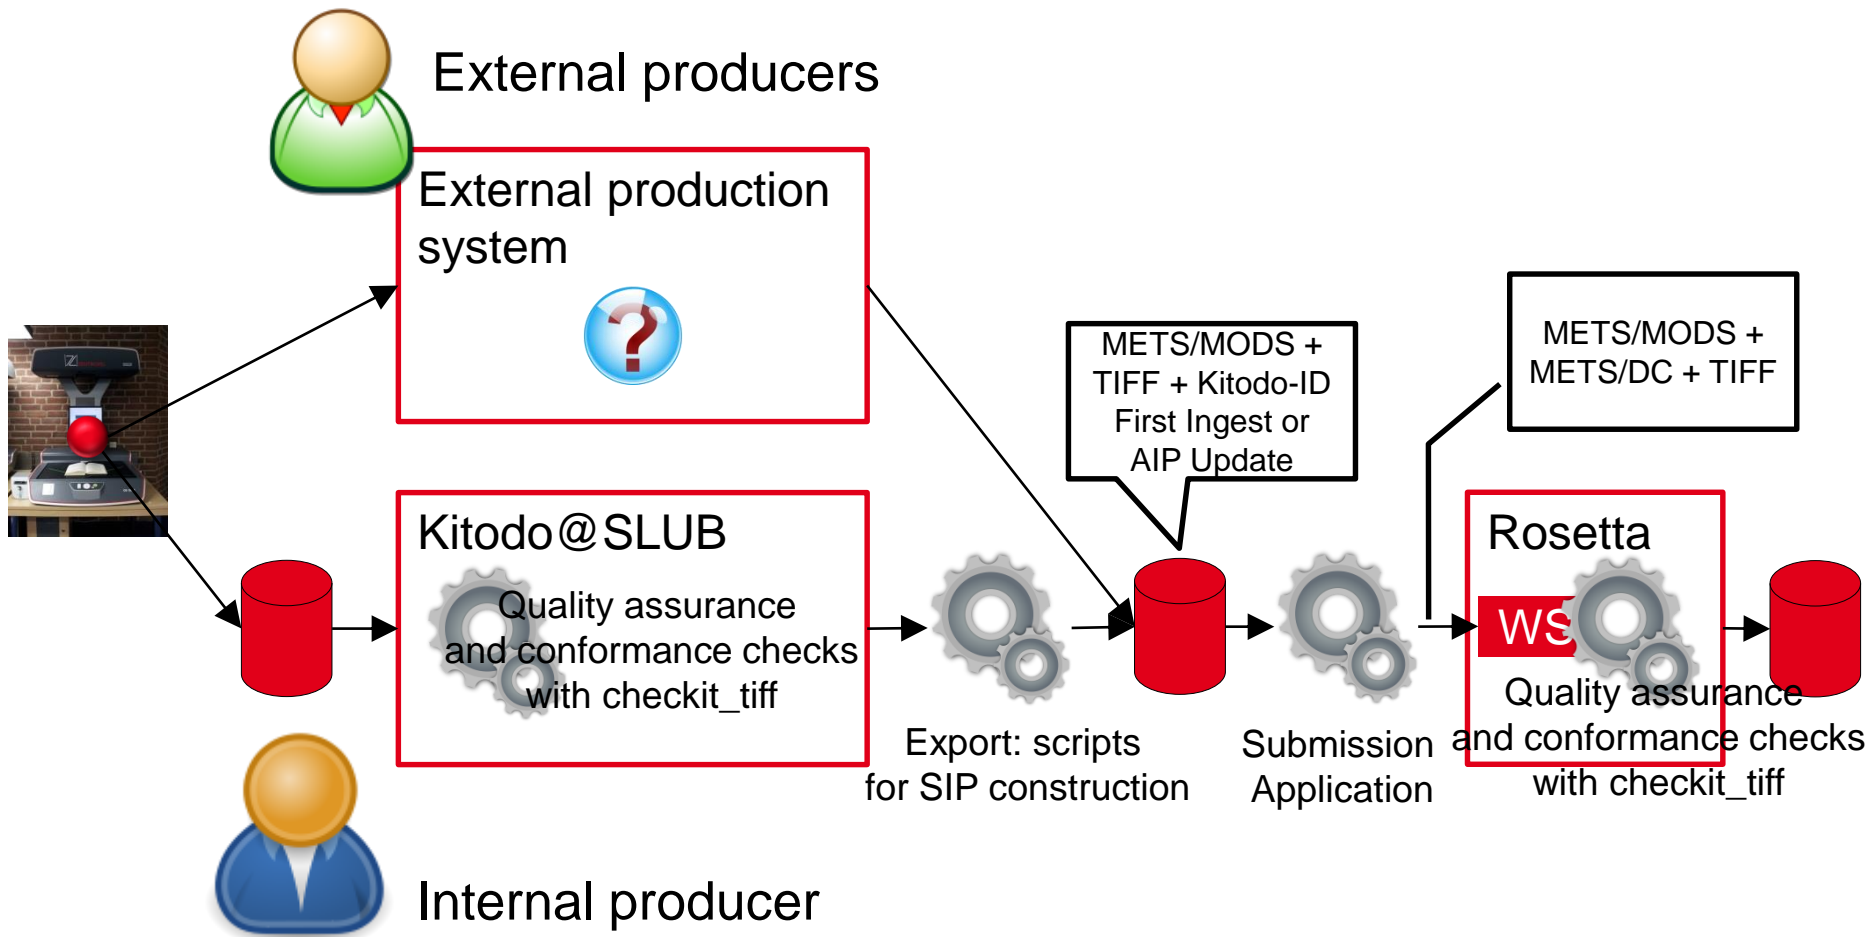 External producers
External production
system
?
METS/MODS +
TIFF + Kitodo-ID
First Ingest or
AIP Update
METS/MODS +
METS/DC + TIFF
Kitodo@SLUB
Quality assurance
and conformance checks
with checkit_tiff
Export: scripts
for SIP construction
Submission
Application
Rosetta
WS
Quality assurance
and conformance checks
with checkit_tiff
Internal producer